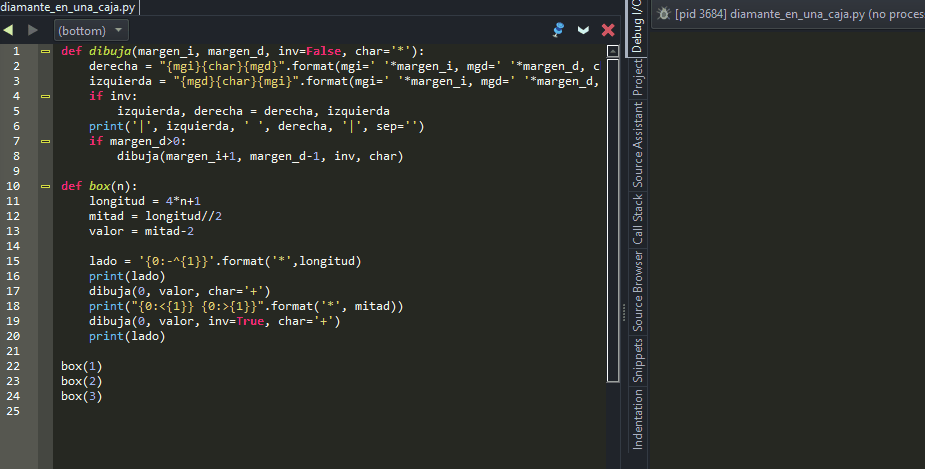 diamante_en_una_caja.py
(bottom)
1 def dibuja(margen_i, margen_d, inv=False, char='*'):
2     derecha = "{mgi}{char}{mgd}".format(mgi=' '*margen_i, mgd=' '*margen_d, c
3     izquierda = "{mgd}{char}{mgi}".format(mgi=' '*margen_i, mgd=' '*margen_d,
4     if inv:
5         izquierda, derecha = derecha, izquierda
6     print('|', izquierda, ' ', derecha, '|', sep='')
7     if margen_d>0:
8         dibuja(margen_i+1, margen_d-1, inv, char)
9
10 def box(n):
11     longitud = 4*n+1
12     mitad = longitud//2
13     valor = mitad-2
14
15     lado = '{0:-^{1}}'.format('*',longitud)
16     print(lado)
17     dibuja(0, valor, char='+')
18     print("{0:<{1}} {0:>{1}}".format('*', mitad))
19     dibuja(0, valor, inv=True, char='+')
20     print(lado)
21
22 box(1)
23 box(2)
24 box(3)
25
Debug I/O
Project
Source Assistant
Call Stack
Source Browser
Snippets
Indentation
[pid 3684] diamante_en_una_caja.py (no proces